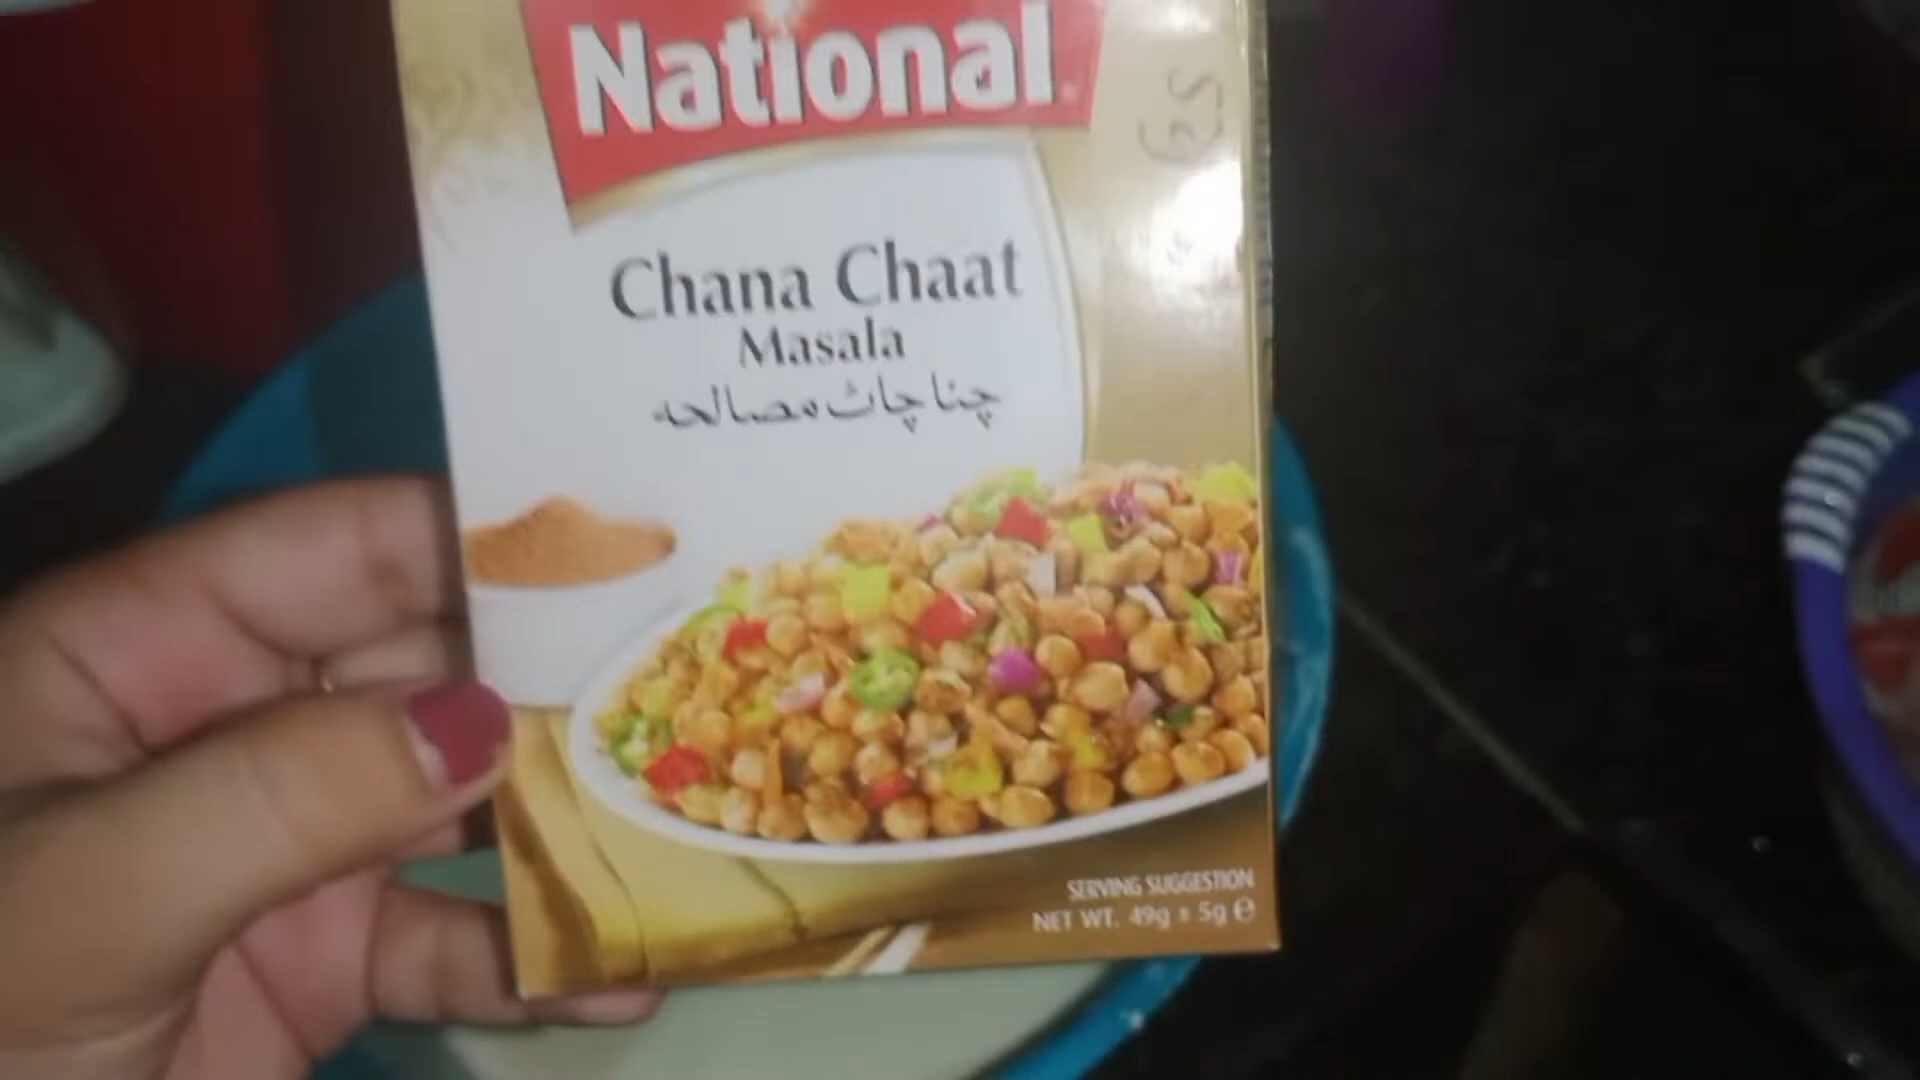 National
Chana Chaat
Masala
چنا چاٹ مصالحہ
SERVING SUGGESTION
NET WT. 49g ± 5g e